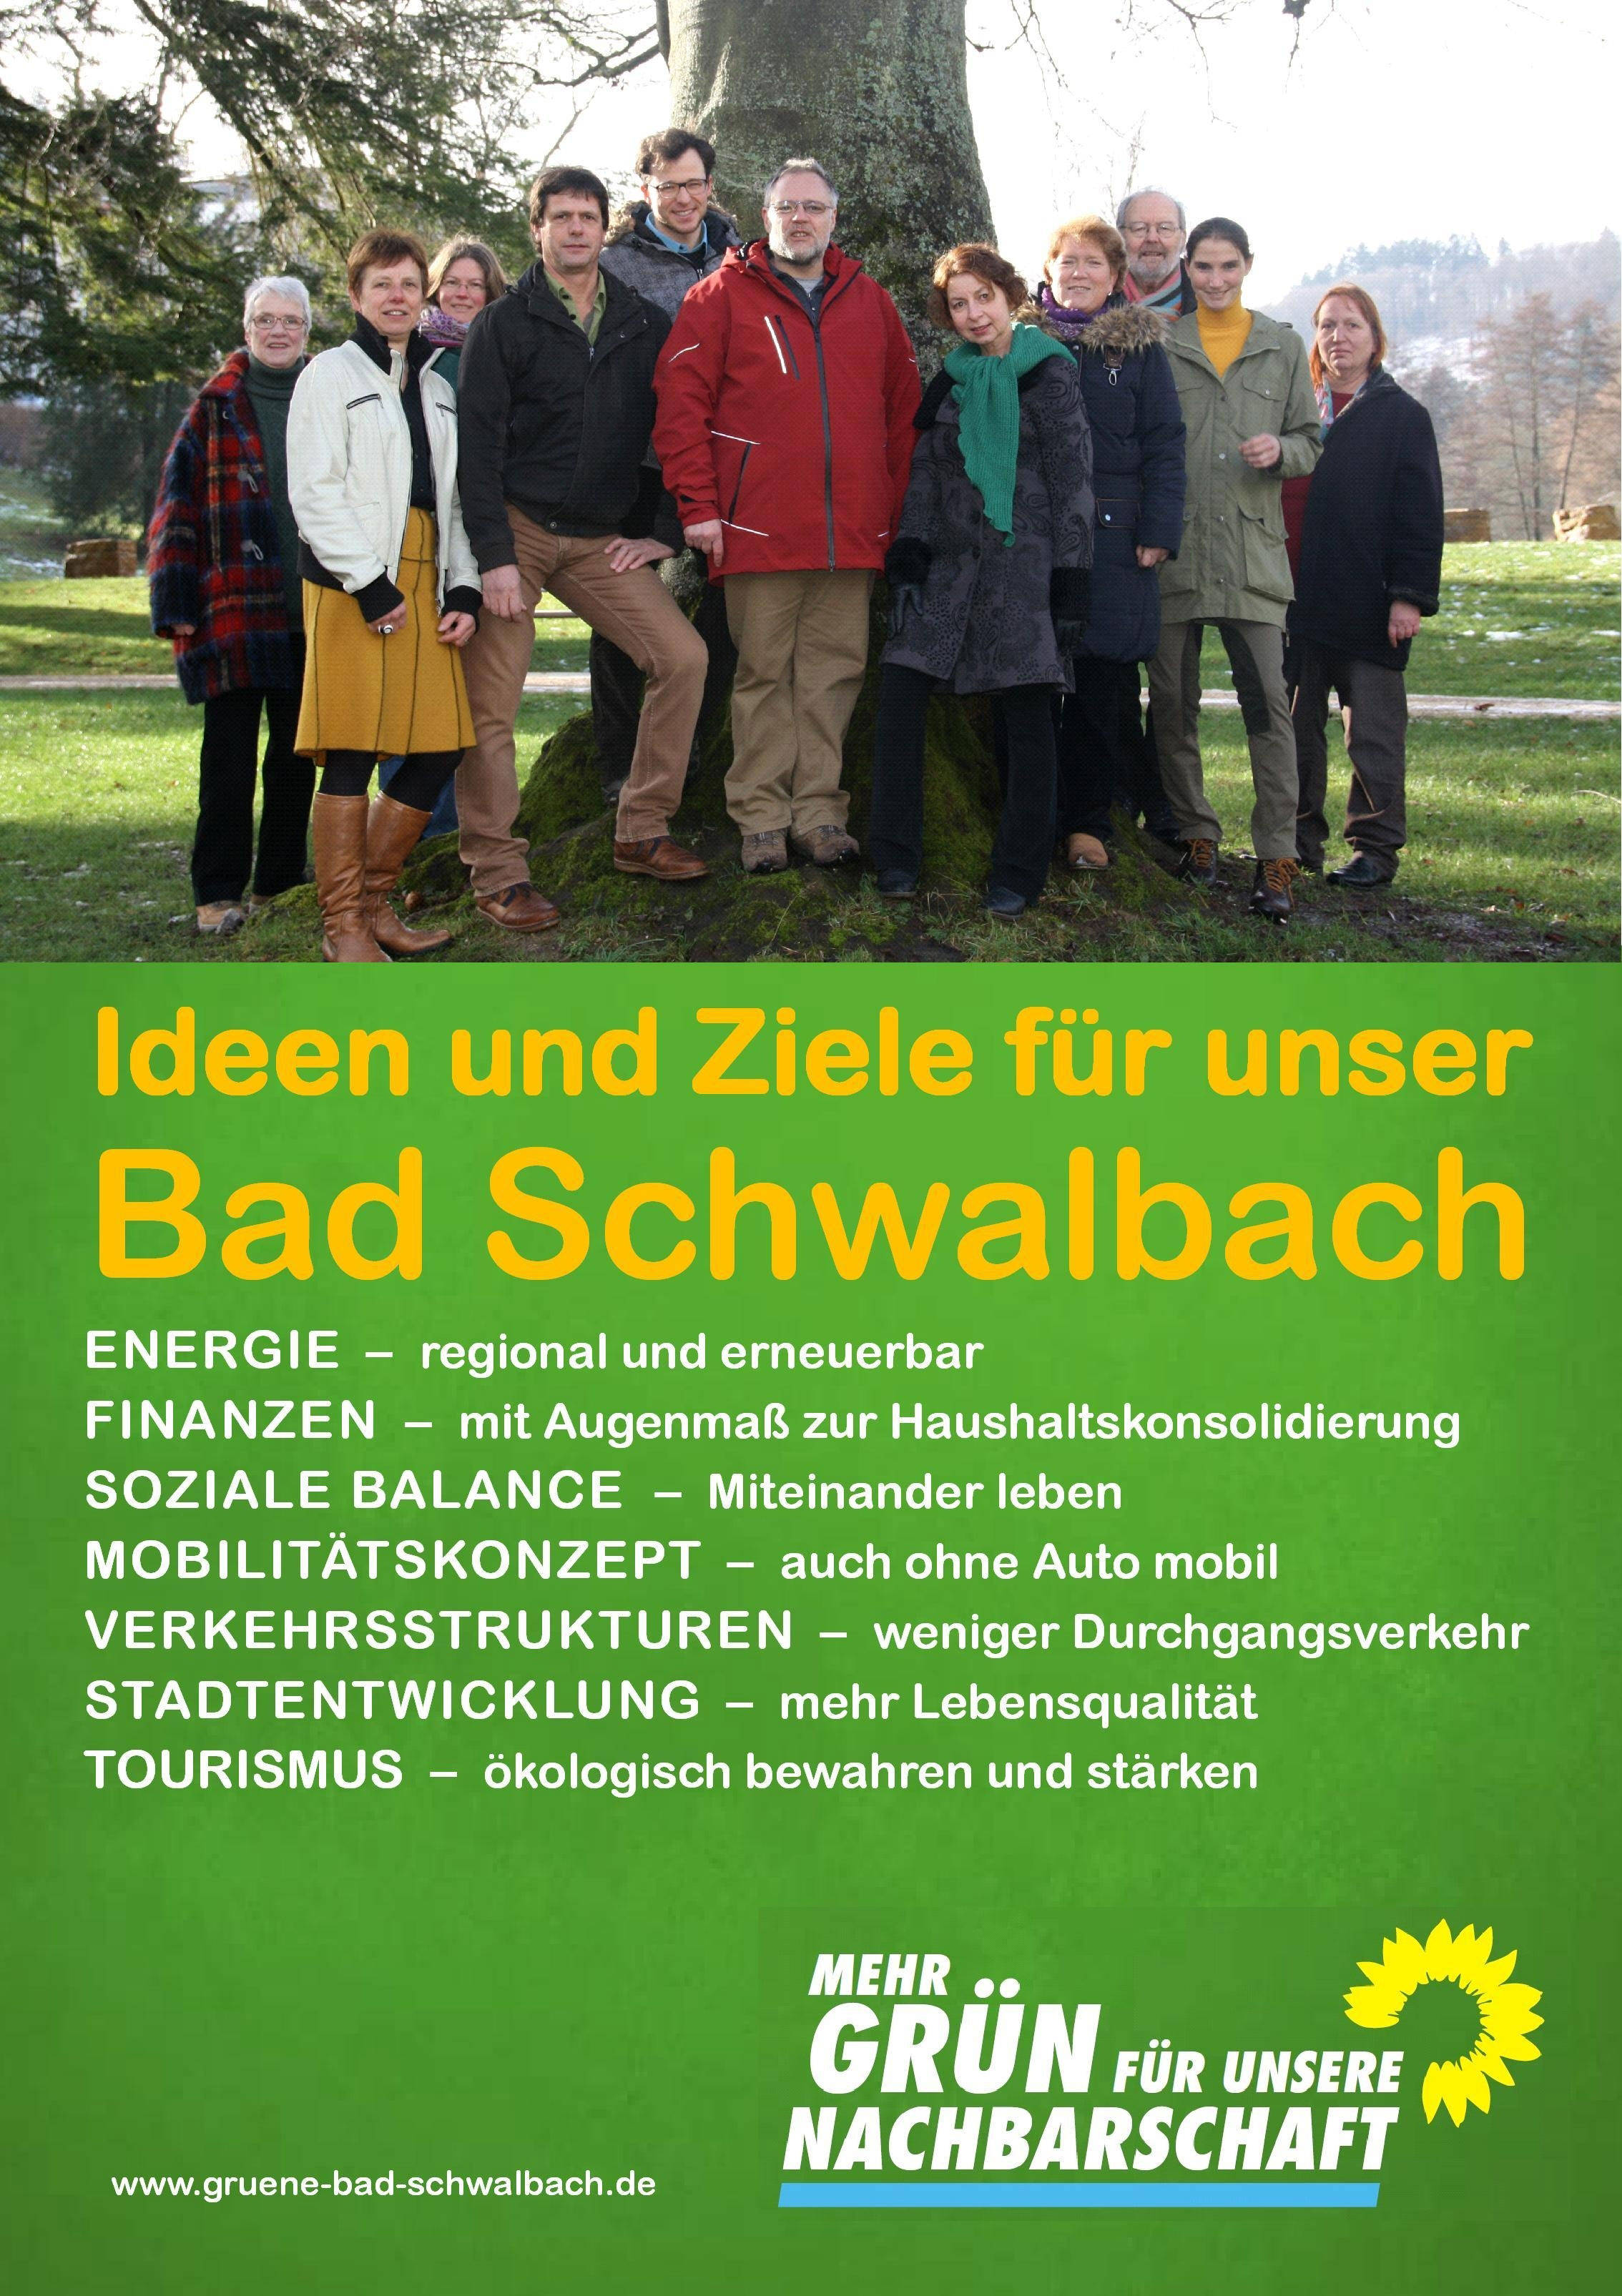 Ideen und Ziele für unser
Bad Schwalbach
ENERGIE – regional und erneuerbar
FINANZEN – mit Augenmaß zur Haushaltskonsolidierung
SOZIALE BALANCE – Miteinander leben
MOBILITÄTSKONZEPT – auch ohne Auto mobil
VERKEHRSSTRUKTUREN – weniger Durchgangsverkehr
STADTENTWICKLUNG – mehr Lebensqualität
TOURISMUS – ökologisch bewahren und stärken
MEHR
GRÜN FÜR UNSERE
NACHBARSCHAFT
www.gruene-bad-schwalbach.de